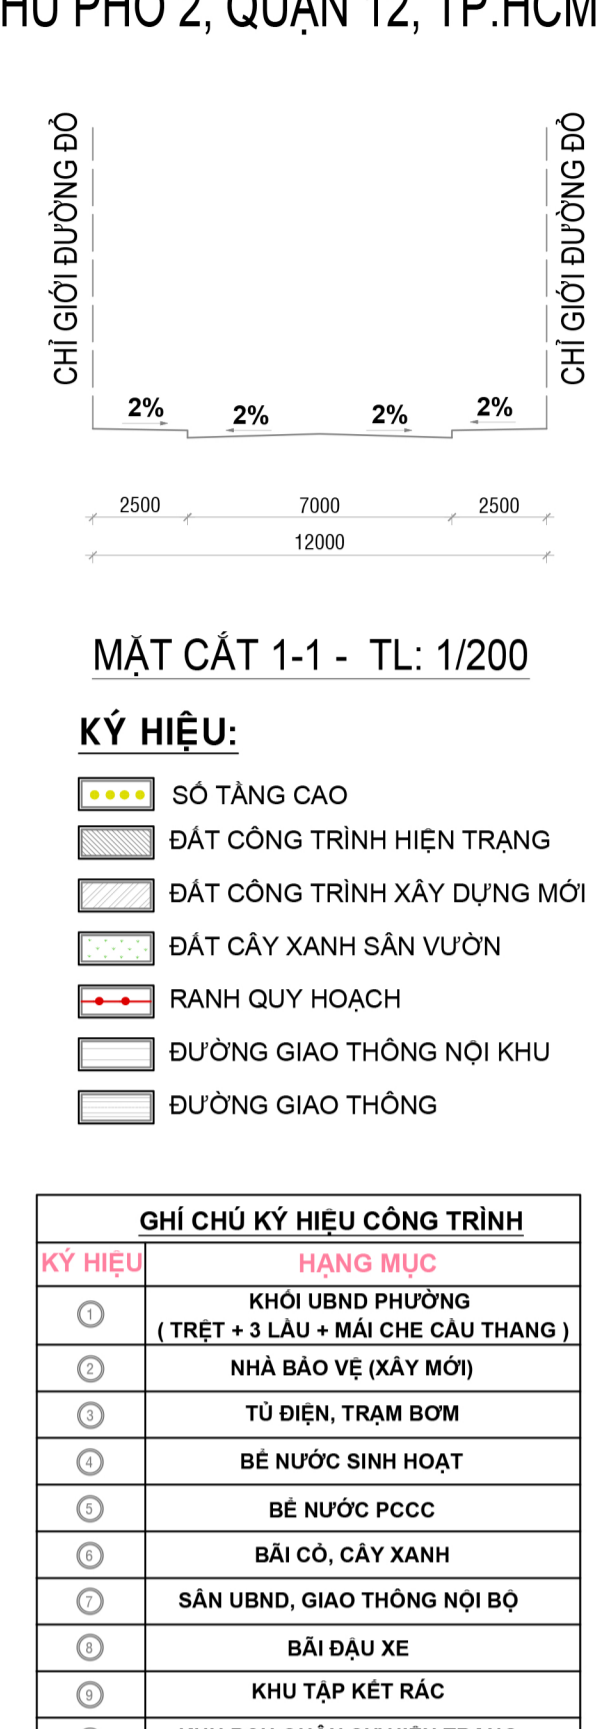 PHỐ 2, QUẬN 12, TP.HCM
CHỈ GIỚI ĐƯỜNG ĐỎ
CHỈ GIỚI ĐƯỜNG ĐỎ
2% 2% 2% 2%
2500 7000 2500
12000
MẶT CẮT 1-1 - TL: 1/200
KÝ HIỆU:
SỐ TẦNG CAO
ĐẤT CÔNG TRÌNH HIỆN TRẠNG
ĐẤT CÔNG TRÌNH XÂY DỰNG MỚI
ĐẤT CÂY XANH SÂN VƯỜN
RANH QUY HOẠCH
ĐƯỜNG GIAO THÔNG NỘI KHU
ĐƯỜNG GIAO THÔNG
GHÍ CHÚ KÝ HIỆU CÔNG TRÌNH
KÝ HIỆU HẠNG MỤC
1 KHỐI UBND PHƯỜNG
( TRỆT + 3 LẦU + MÁI CHE CẦU THANG )
2 NHÀ BẢO VỆ (XÂY MỚI)
3 TỦ ĐIỆN, TRẠM BƠM
4 BỂ NƯỚC SINH HOẠT
5 BỂ NƯỚC PCCC
6 BÃI CỎ, CÂY XANH
7 SÂN UBND, GIAO THÔNG NỘI BỘ
8 BÃI ĐẬU XE
9 KHU TẬP KẾT RÁC